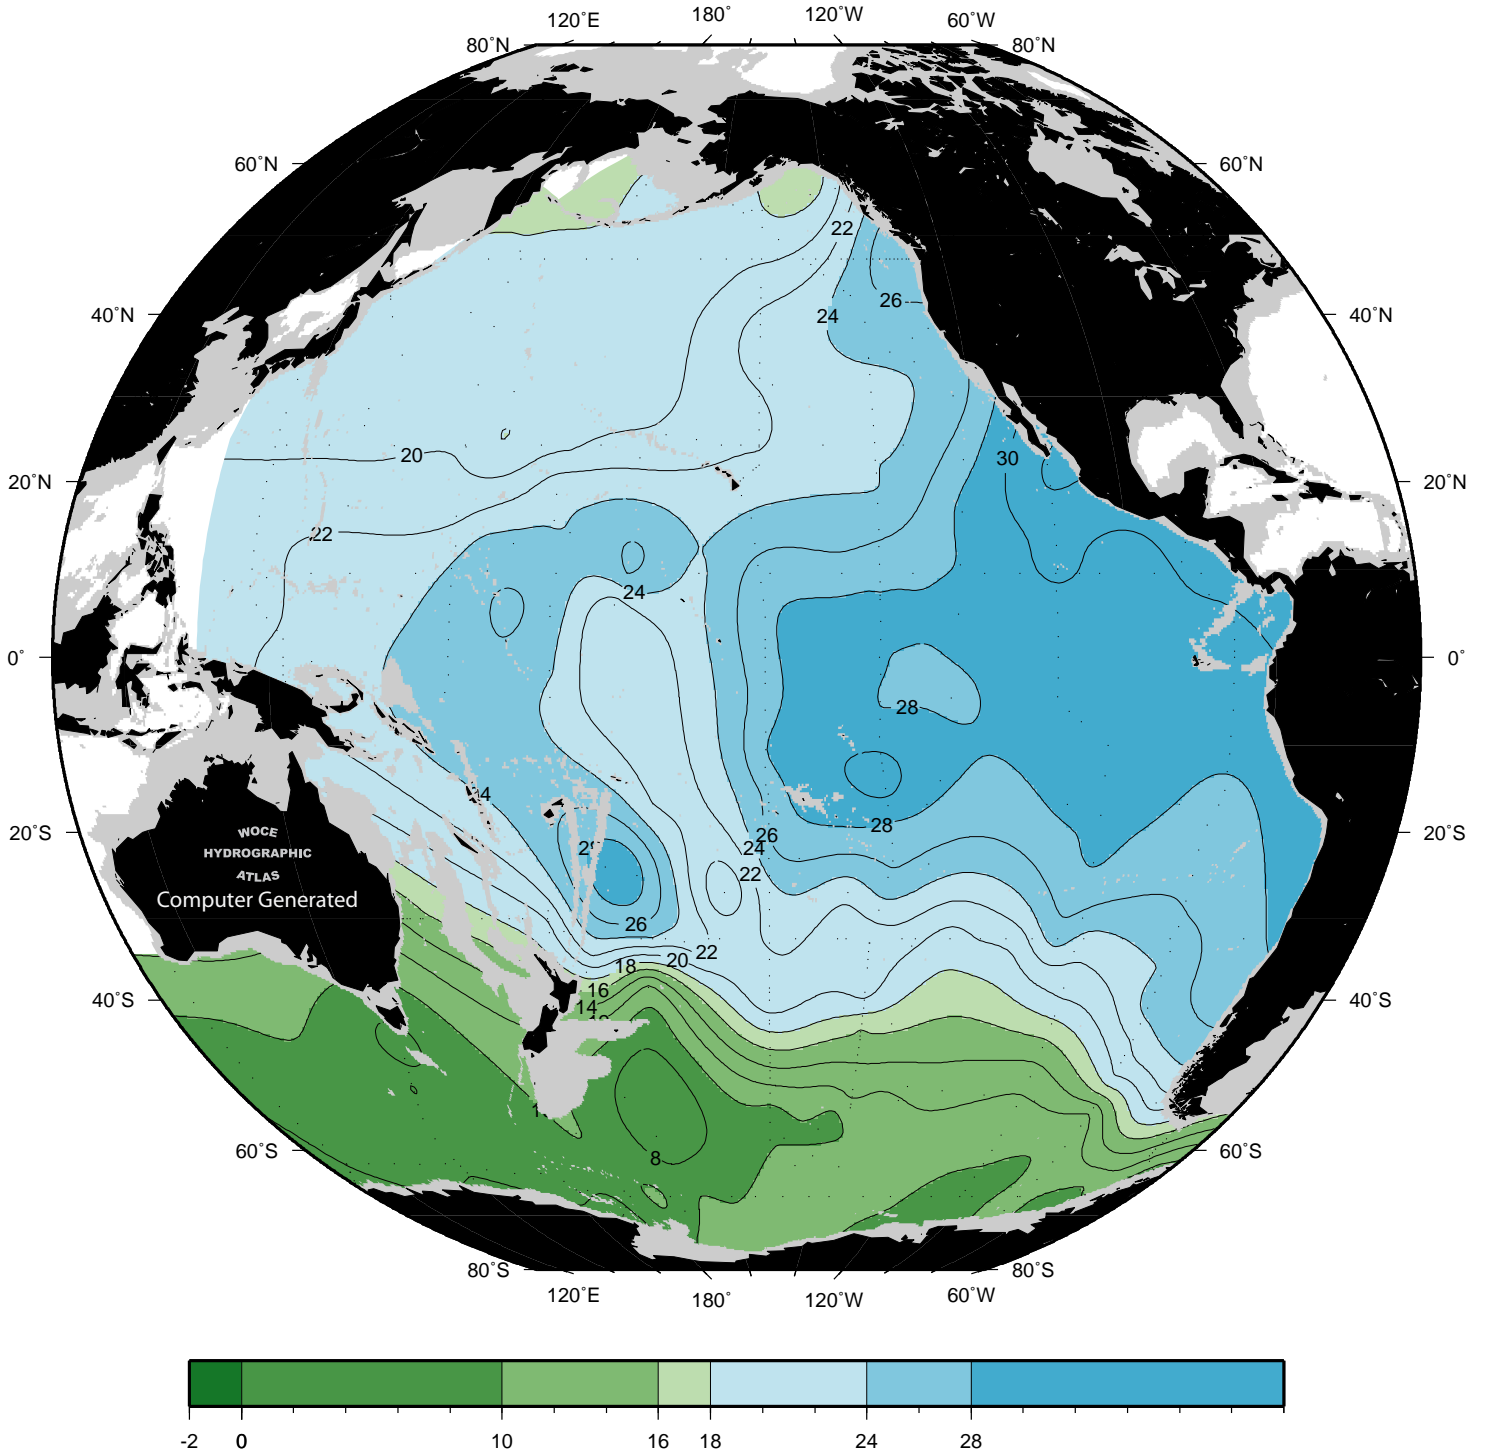 120˚E 180˚ 120˚W 60˚W
80˚N 80˚N
60˚N 60˚N
22
26
40˚N 24 40˚N
20 30
20˚N 20˚N
22
24
0˚ 0˚
28
26 28
20˚S WOCE 20˚S
HYDROGRAPHIC 24
ATLAS 22
Computer Generated
26
22
20
18
16
40˚S 14 40˚S
60˚S 8 60˚S
80˚S 80˚S
120˚E 180˚ 120˚W 60˚W
-2 0 10 16 18 24 28